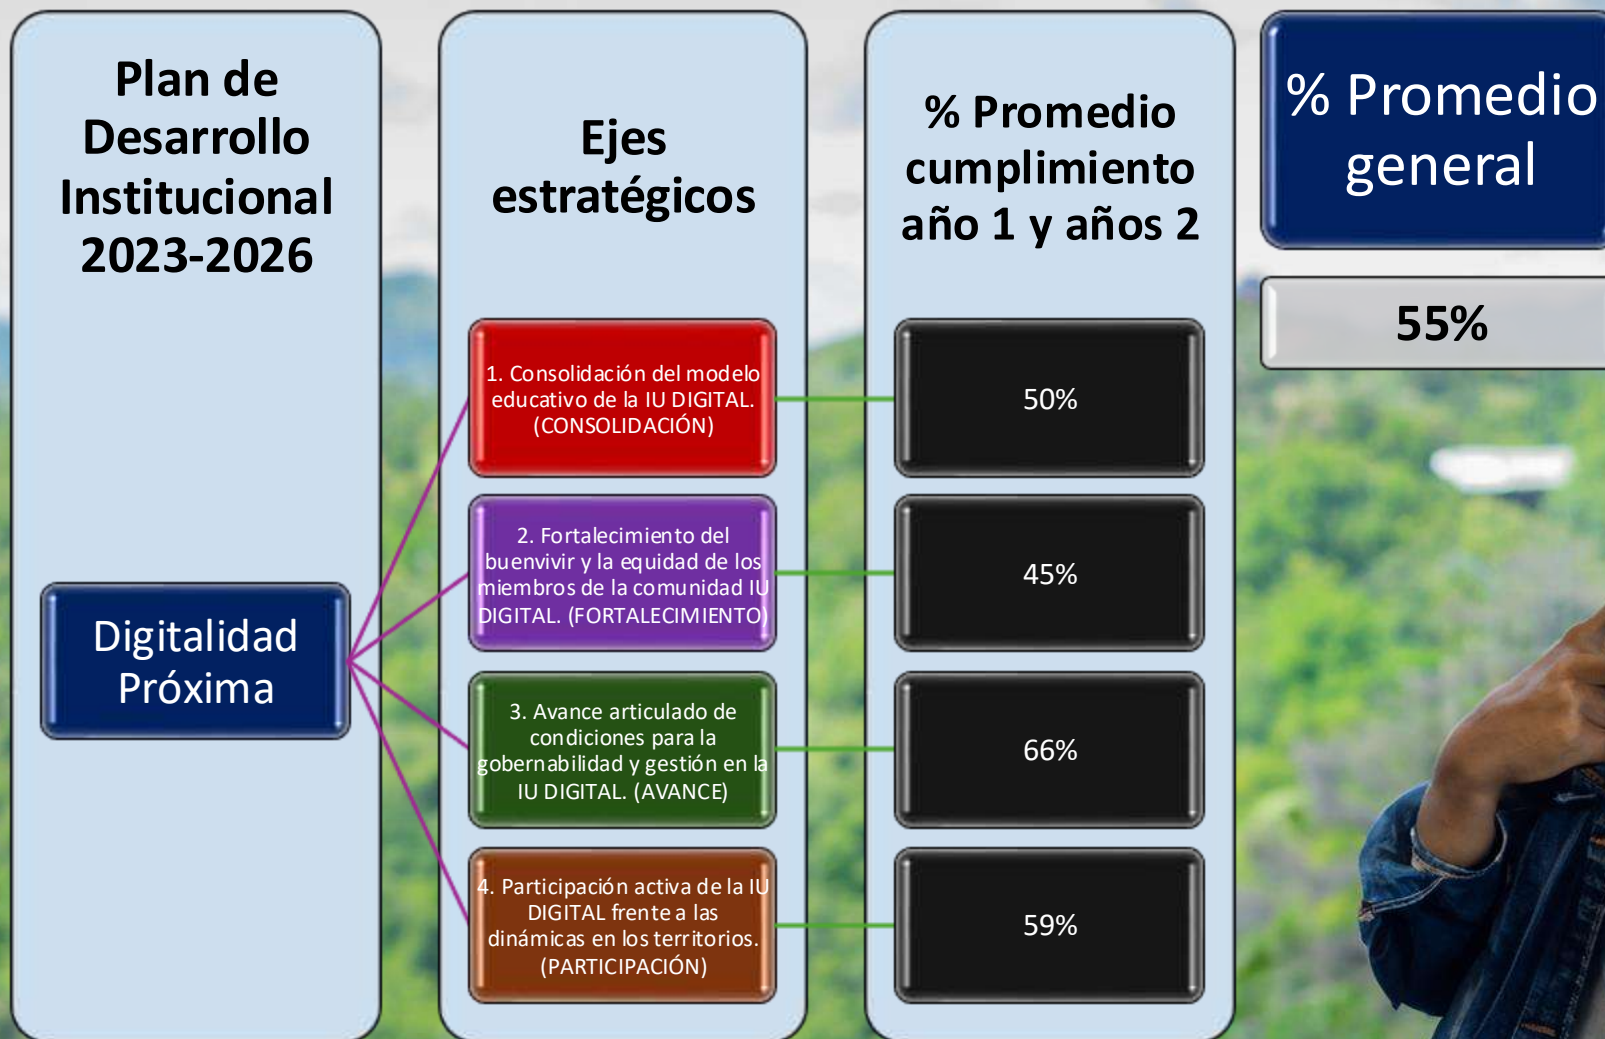 Plan de
Desarrollo
Institucional
2023-2026
Digitalidad
Próxima
Ejes
estratégicos
1. Consolidación del modelo
educativo de la IU DIGITAL.
(CONSOLIDACIÓN)
2. Fortalecimiento del
buenvivir y la equidad de los
miembros de la comunidad IU
DIGITAL. (FORTALECIMIENTO)
3. Avance articulado de
condiciones para la
gobernabilidad y gestión en la
IU DIGITAL. (AVANCE)
4. Participación activa de la IU
DIGITAL frente a las
dinámicas en los territorios.
(PARTICIPACIÓN)
% Promedio
cumplimiento
año 1 y años 2
50%
45%
66%
59%
% Promedio
general
55%